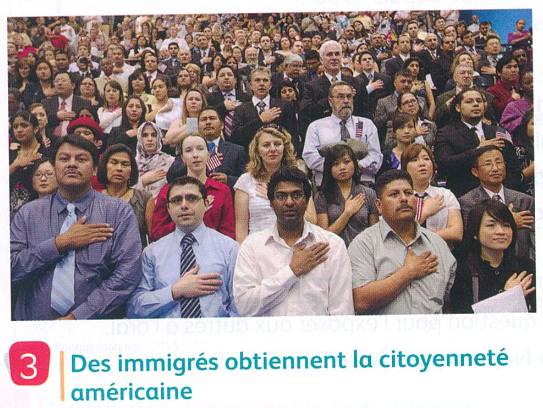 3
Des immigrés obtiennent la citoyenneté
américaine